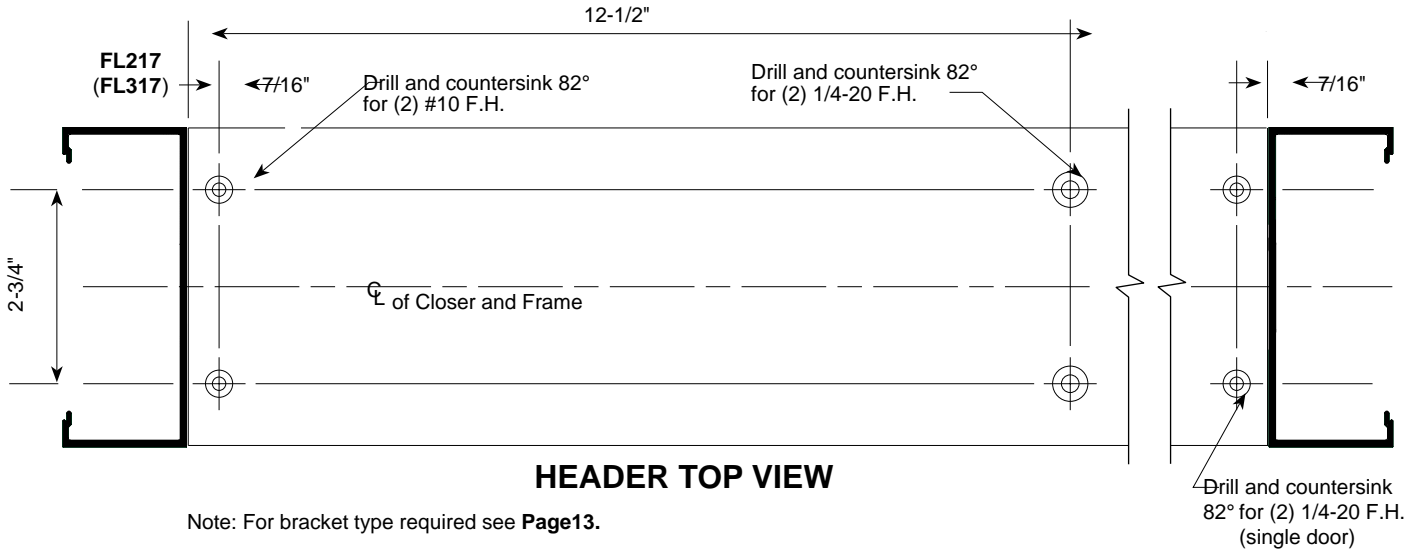 12-1/2"
FL217
(FL317)
7/16"
Drill and countersink 82°
for (2) #10 F.H.
Drill and countersink 82°
for (2) 1/4-20 F.H.
7/16"
2-3/4"
℄ of Closer and Frame
HEADER TOP VIEW
Drill and countersink
82° for (2) 1/4-20 F.H.
(single door)
Note: For bracket type required see Page13.